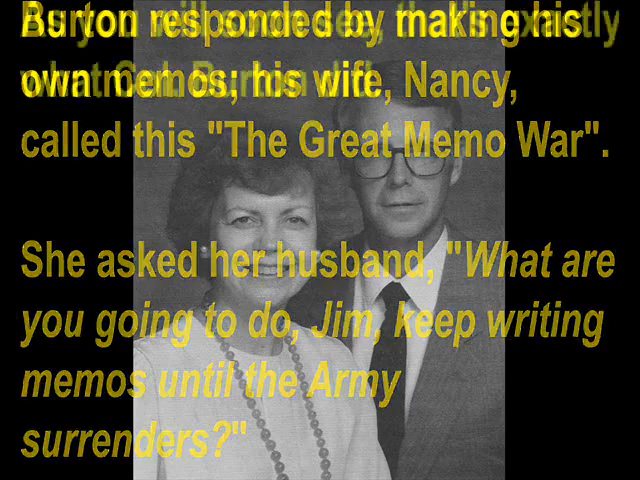 Burton responded by making his
own memos; his wife, Nancy,
called this "The Great Memo War".
She asked her husband, "What are
you going to do, Jim, keep writing
memos until the Army
surrenders?"